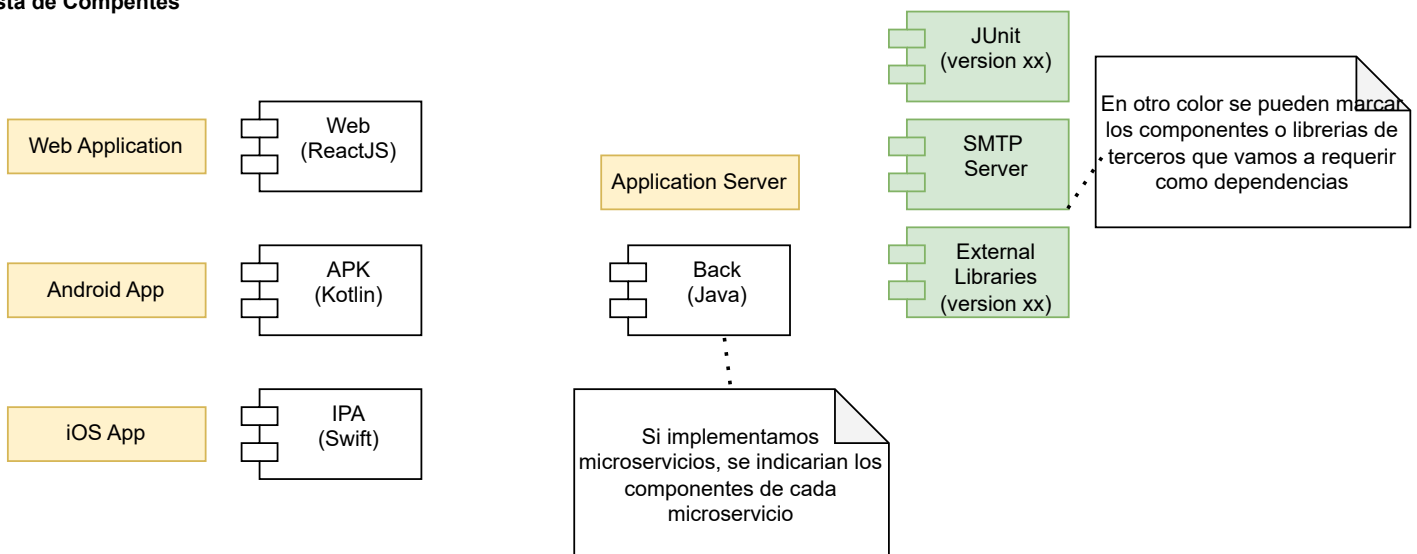 sta de Compentes
JUnit
(version xx)
En otro color se pueden marcar
los componentes o librerias de
terceros que vamos a requerir
como dependencias
Web Application
Web
(ReactJS)
SMTP
Server
Application Server
External
Libraries
(version xx)
Android App
APK
(Kotlin)
Back
(Java)
iOS App
IPA
(Swift)
Si implementamos
microservicios, se indicarian los
componentes de cada
microservicio